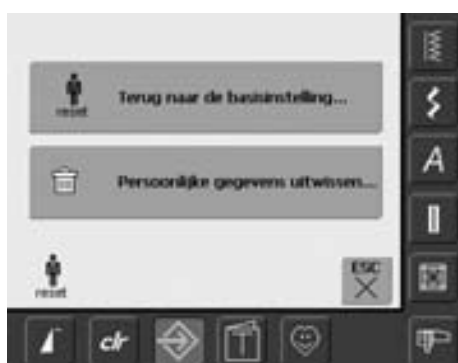 reset
Terug naar de basisinstelling...
Persoonlijke gegevens uitwissen...
reset
ESC
A
clr